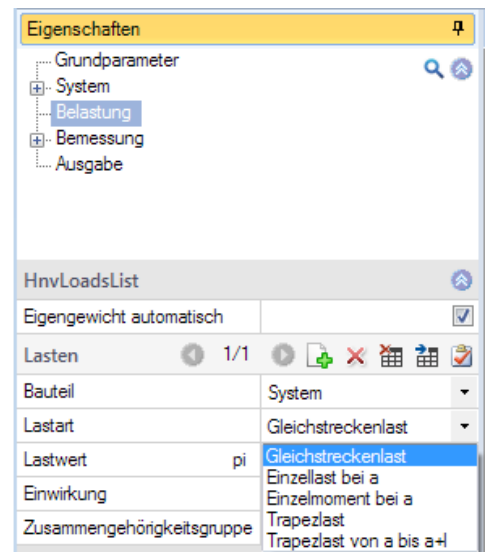 Eigenschaften
Grundparameter
System
Belastung
Bemessung
Ausgabe
HnvLoadsList
Eigengewicht automatisch
Lasten 1/1
Bauteil System
Lastart Gleichstreckenlast
Lastwert pi Gleichstreckenlast
Einzellast bei a
Einwirkung Einzelmoment bei a
Trapezlast
Zusammengehörigkeitsgruppe Trapezlast von a bis a+l